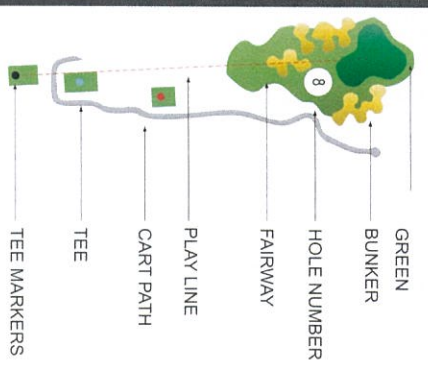 GREEN
BUNKER
HOLE NUMBER
FAIRWAY
PLAY LINE
CART PATH
TEE
TEE MARKERS
8